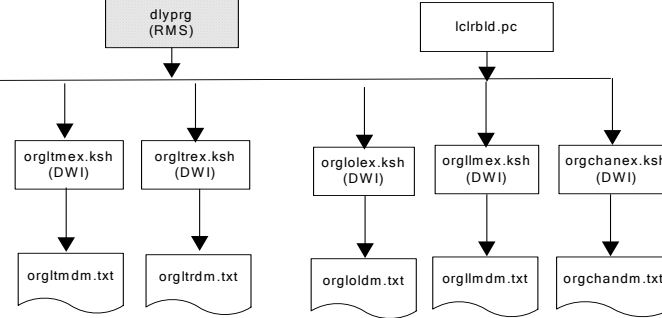 dlyprg
(RMS)
lclrbld.pc
orgltmex.ksh
(DWI)
orgltrex.ksh
(DWI)
orglolex.ksh
(DWI)
orgllmex.ksh
(DWI)
orgchanex.ksh
(DWI)
orgltmdm.txt
orgltrdm.txt
orgloldm.txt
orgllmdm.txt
orgchandm.txt